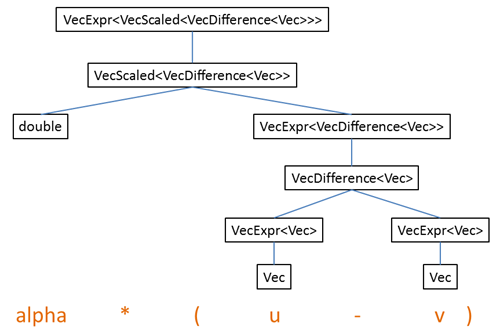 VecExpr<VecScaled<VecDifference<Vec>>>
VecScaled<VecDifference<Vec>>
double
VecExpr<VecDifference<Vec>>
VecDifference<Vec>
VecExpr<Vec> VecExpr<Vec>
Vec Vec
alpha * ( u - v )